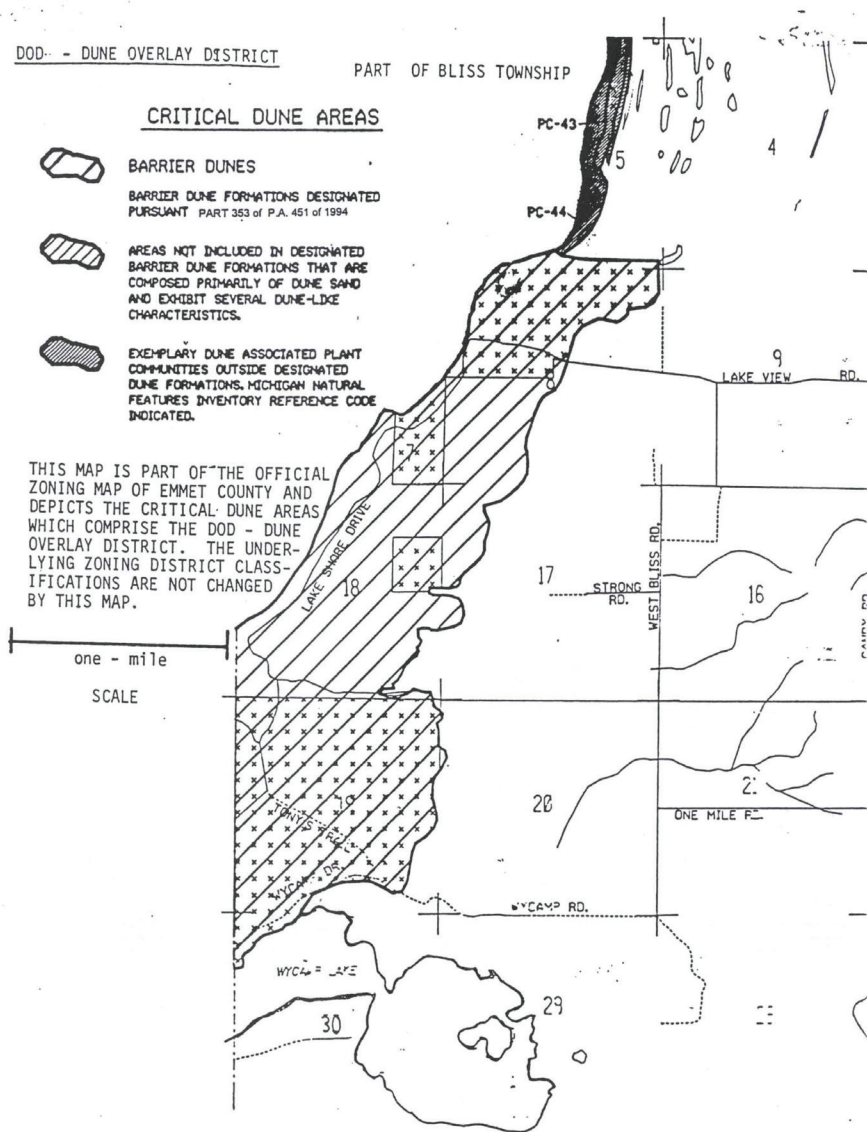 DOD - DUNE OVERLAY DISTRICT
PART OF BLISS TOWNSHIP
CRITICAL DUNE AREAS
BARRIER DUNES
BARRIER DUNE FORMATIONS DESIGNATED
PURSUANT PART 353 of P.A. 451 of 1994
AREAS NOT INCLUDED IN DESIGNATED
BARRIER DUNE FORMATIONS THAT ARE
COMPOSED PRIMARILY OF DUNE SAND
AND EXHIBIT SEVERAL DUNE-LIKE
CHARACTERISTICS.
EXEMPLARY DUNE ASSOCIATED PLANT
COMMUNITIES OUTSIDE DESIGNATED
DUNE FORMATIONS. MICHIGAN NATURAL
FEATURES INVENTORY REFERENCE CODE
INDICATED.
THIS MAP IS PART OF THE OFFICIAL
ZONING MAP OF EMMET COUNTY AND
DEPICTS THE CRITICAL DUNE AREAS
WHICH COMPRISE THE DOD - DUNE
OVERLAY DISTRICT. THE UNDER-
LYING ZONING DISTRICT CLASS-
IFICATIONS ARE NOT CHANGED
BY THIS MAP.
one - mile
SCALE
PC-43
5
4
PC-44
9
LAKE VIEW RD.
7
LAKE SHORE DRIVE
18
17
STRONG
RD.
WEST BLISS RD.
16
19
TONY'S
20
ONE MILE
WYCAMP RD.
LAKE
30
29